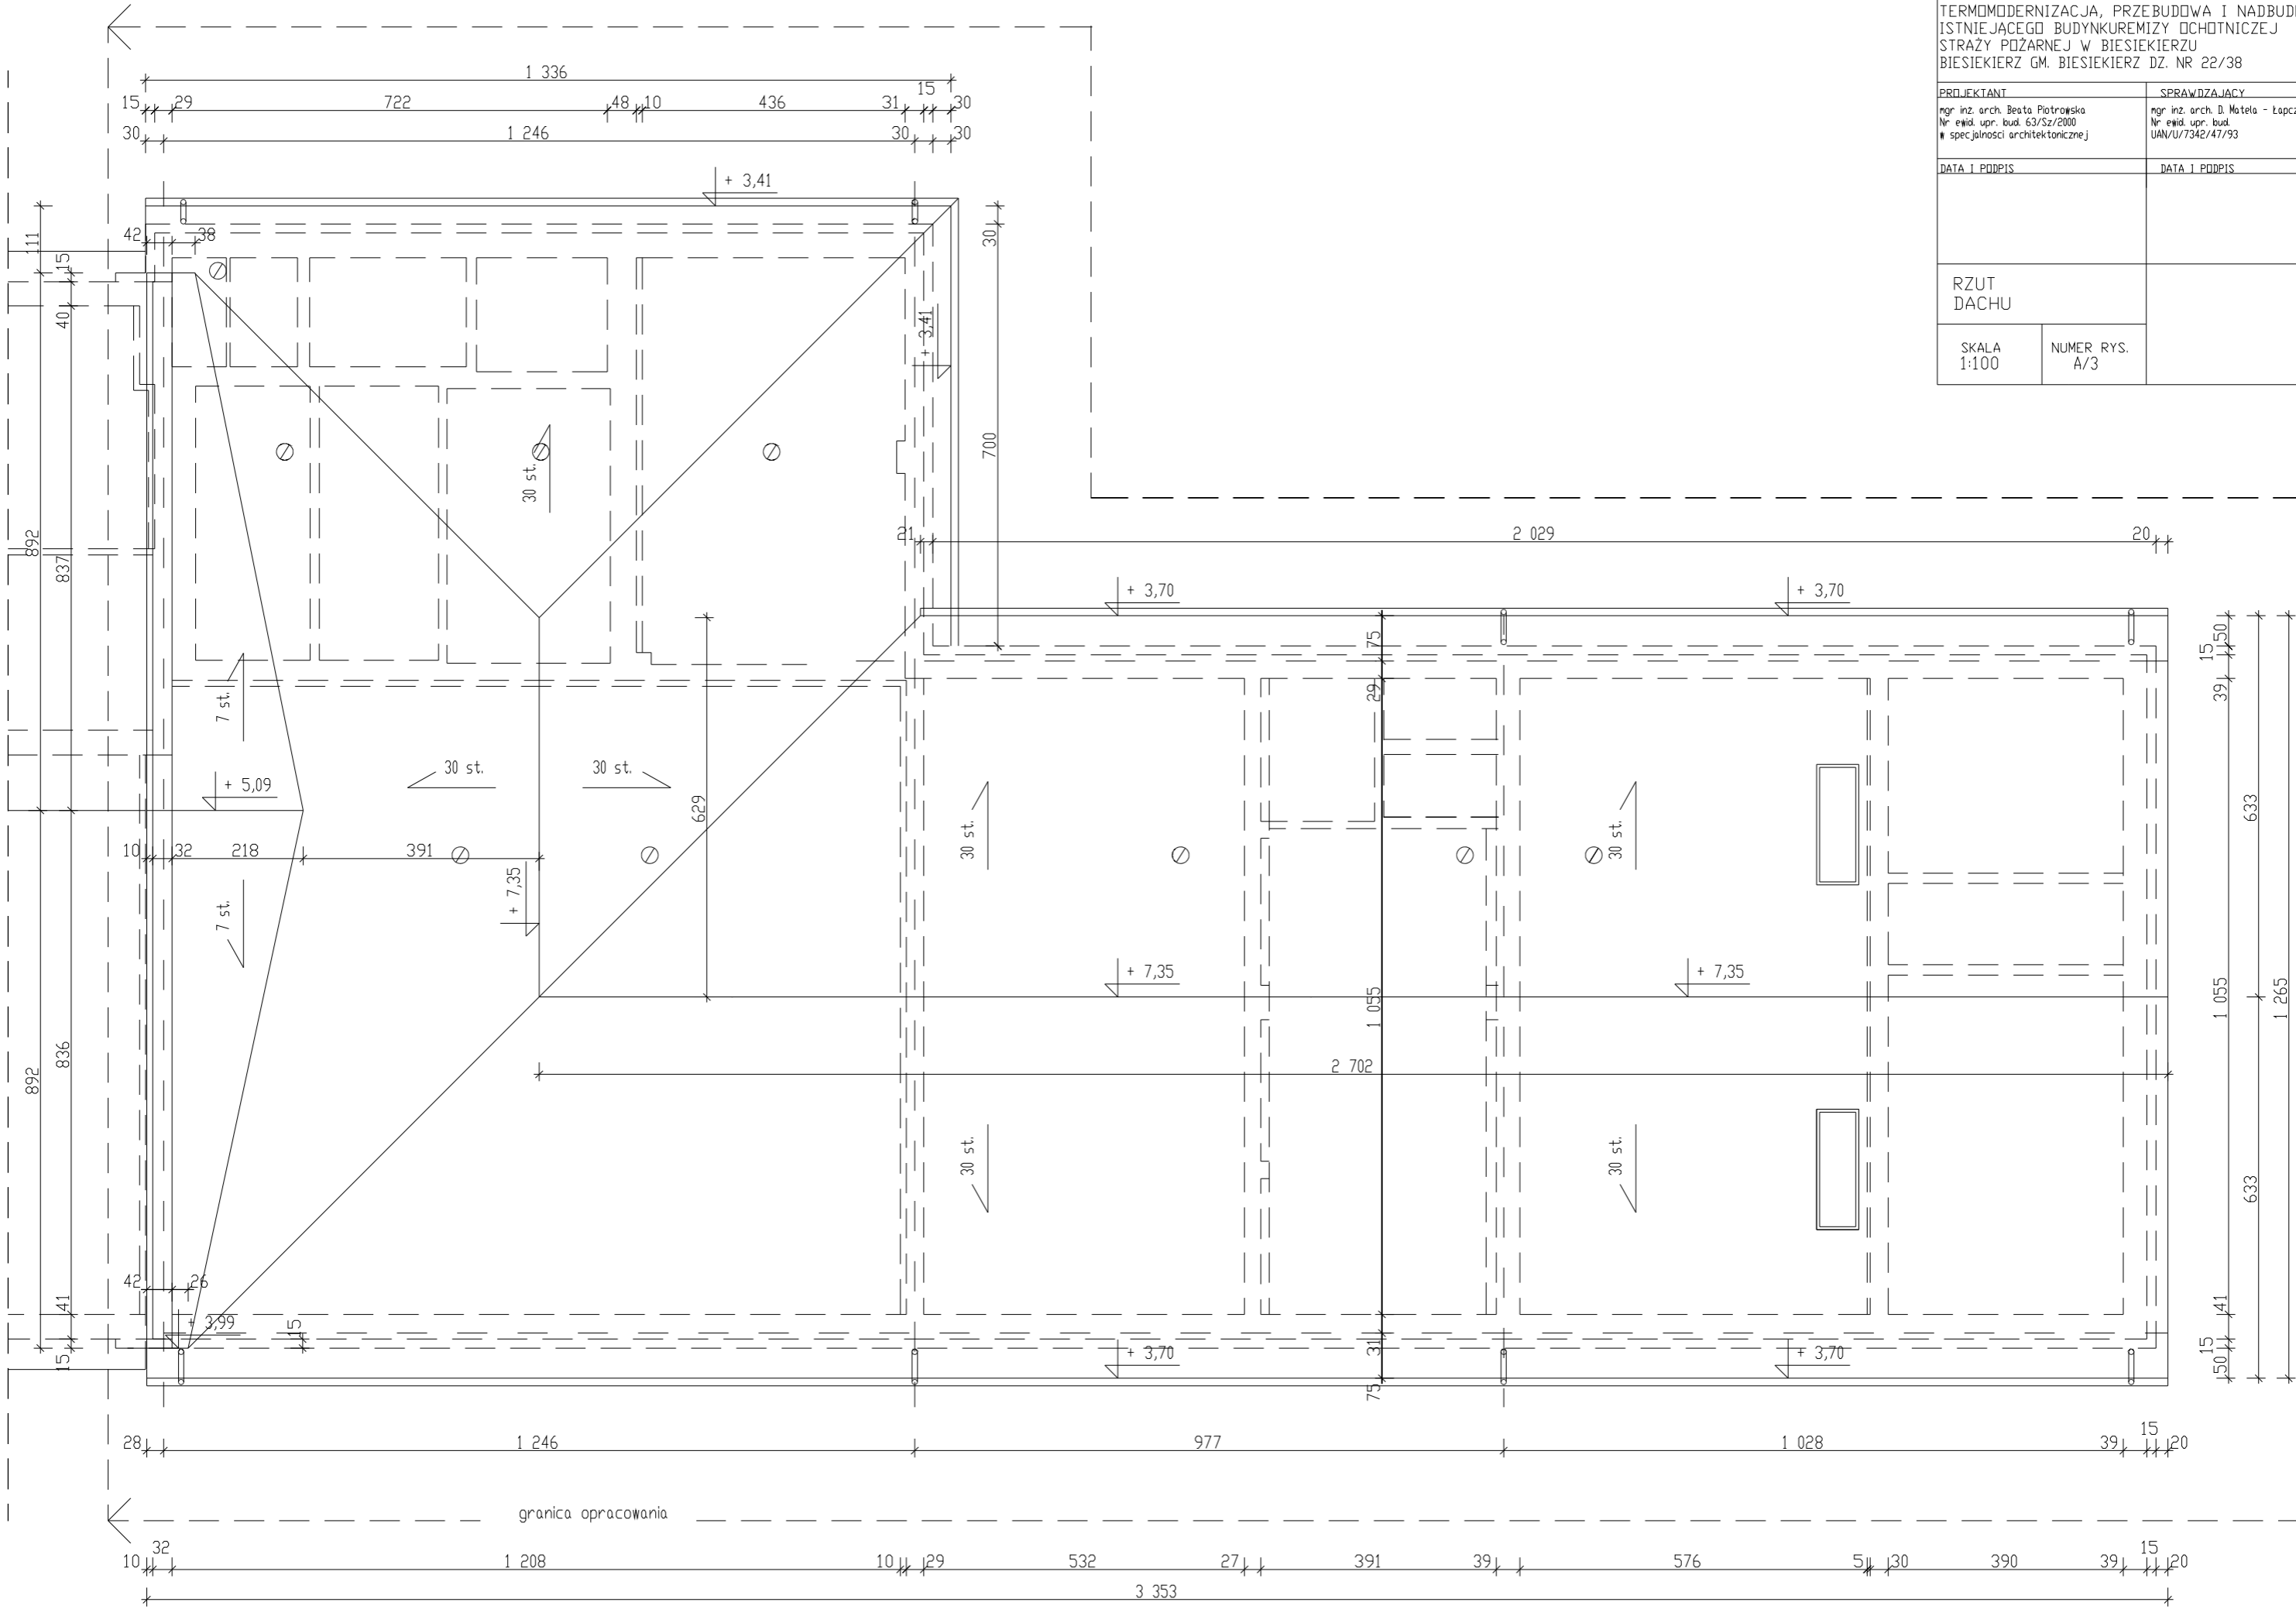 TERMOMODERNIZACJA, PRZEBUDOWA I NADBUD
ISTNIEJĄCEGO BUDYNKUREMIZY OCHOTNICZEJ
STRAŻY POŻARNEJ W BIESIEKIERZU
BIESIEKIERZ GM. BIESIEKIERZ DZ. NR 22/38
PROJEKTANT
mgr inż. arch. Beata Piotrowska
Nr ewid. upr. bud. 63/Sz/2000
w specjalności architektonicznej
SPRAWDZAJĄCY
mgr inż. arch. D. Matela - Łapcz
Nr ewid. upr. bud.
UAN/U/7342/47/93
DATA I PODPIS
DATA I PODPIS
RZUT
DACHU
SKALA
1:100
NUMER RYS.
A/3
1 336
15 29 722 48 10 436 31 15 30
30 1 246 30 30
+ 3,41
42 38
111
15
40
892
837
892
836
41
15
30
700
+ 3,41
30 st.
21 2 029 20
+ 3,70
+ 3,70
75
29
1 055
31
75
50
15
39
1 055
41
15
50
633
633
1 265
7 st.
+ 5,09
30 st.
30 st.
629
30 st.
30 st.
10 32 218 391
+ 7,35
7 st.
+ 7,35
+ 7,35
2 702
30 st.
30 st.
42 26
+ 3,99
15
+ 3,70
+ 3,70
28 1 246 977 1 028 39 15 20
granica opracowania
10 32 1 208 10 29 532 27 391 39 576 5 30 390 39 15 20
3 353